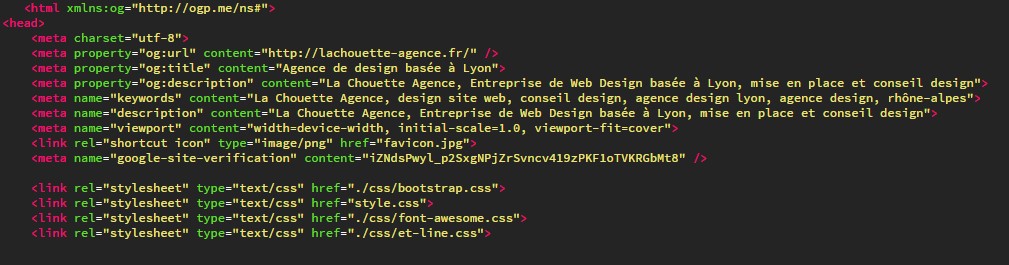 <html xmlns:og="http://ogp.me/ns#">
<head>
<meta charset="utf-8">
<meta property="og:url" content="http://lachouette-agence.fr/" />
<meta property="og:title" content="Agence de design basée à Lyon">
<meta property="og:description" content="La Chouette Agence, Entreprise de Web Design basée à Lyon, mise en place et conseil design">
<meta name="keywords" content="La Chouette Agence, design site web, conseil design, agence design lyon, agence design, rhône-alpes">
<meta name="description" content="La Chouette Agence, Entreprise de Web Design basée à Lyon, mise en place et conseil design">
<meta name="viewport" content="width=device-width, initial-scale=1.0, viewport-fit=cover">
<link rel="shortcut icon" type="image/png" href="favicon.jpg">
<meta name="google-site-verification" content="iZNdsPwyl_p2SxgNPjZrSvncv419zPKF1oTVKRGbMt8" />
<link rel="stylesheet" type="text/css" href="./css/bootstrap.css">
<link rel="stylesheet" type="text/css" href="style.css">
<link rel="stylesheet" type="text/css" href="./css/font-awesome.css">
<link rel="stylesheet" type="text/css" href="./css/et-line.css">